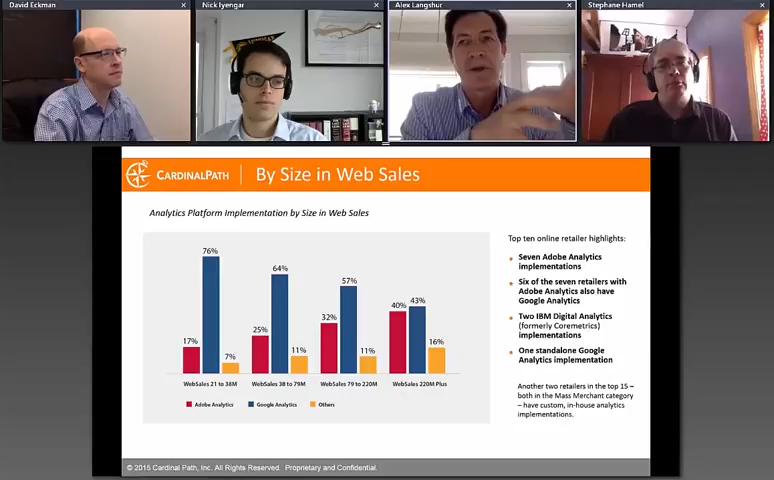 David Eckman
Nick Iyengar
Alex Langshur
Stephane Hamel
CARDINALPATH
By Size in Web Sales
Analytics Platform Implementation by Size in Web Sales
76%
64%
57%
40%
43%
32%
25%
17%
16%
11%
11%
7%
WebSales 21 to 38M
WebSales 38 to 79M
WebSales 79 to 220M
WebSales 220M Plus
Adobe Analytics
Google Analytics
Others
Top ten online retailer highlights:
Seven Adobe Analytics
implementations
Six of the seven retailers with
Adobe Analytics also have
Google Analytics
Two IBM Digital Analytics
(formerly Coremetrics)
implementations
One standalone Google
Analytics implementation
Another two retailers in the top 15 –
both in the Mass Merchant category
– have custom, in-house analytics
implementations.
© 2015 Cardinal Path, Inc. All Rights Reserved. Proprietary and Confidential.